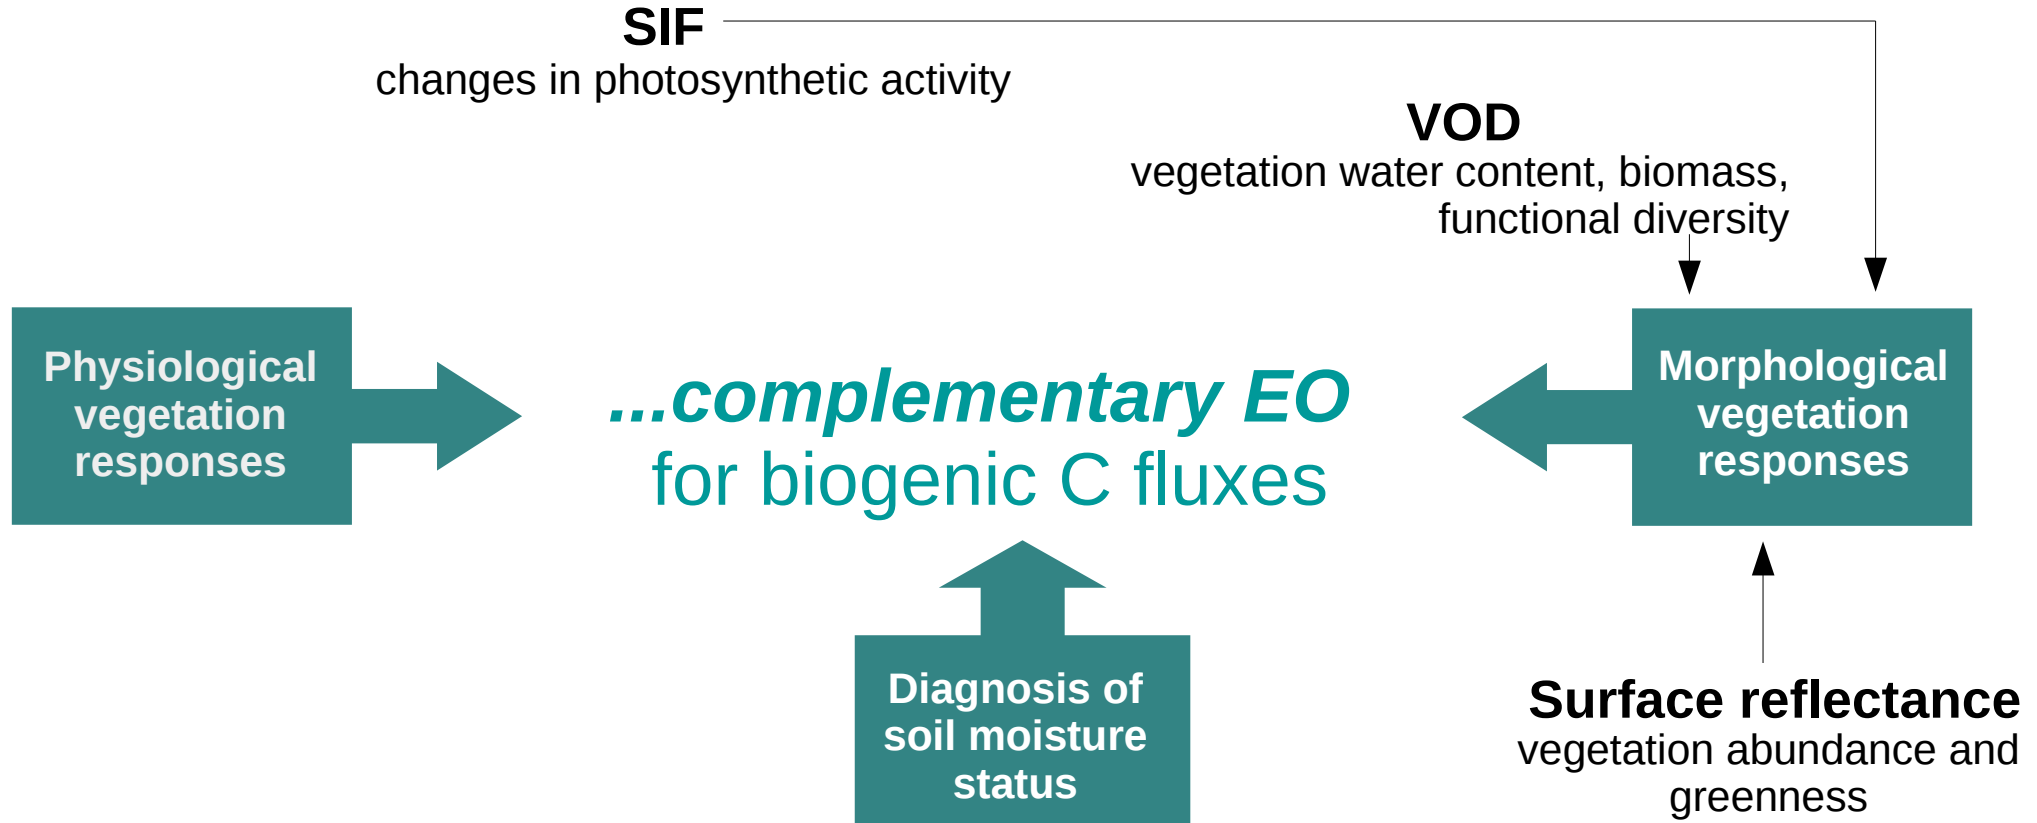 SIF
changes in photosynthetic activity
VOD
vegetation water content, biomass,
functional diversity
Physiological
vegetation
responses
...complementary EO
for biogenic C fluxes
Morphological
vegetation
responses
Diagnosis of
soil moisture
status
Surface reflectance
vegetation abundance and
greenness